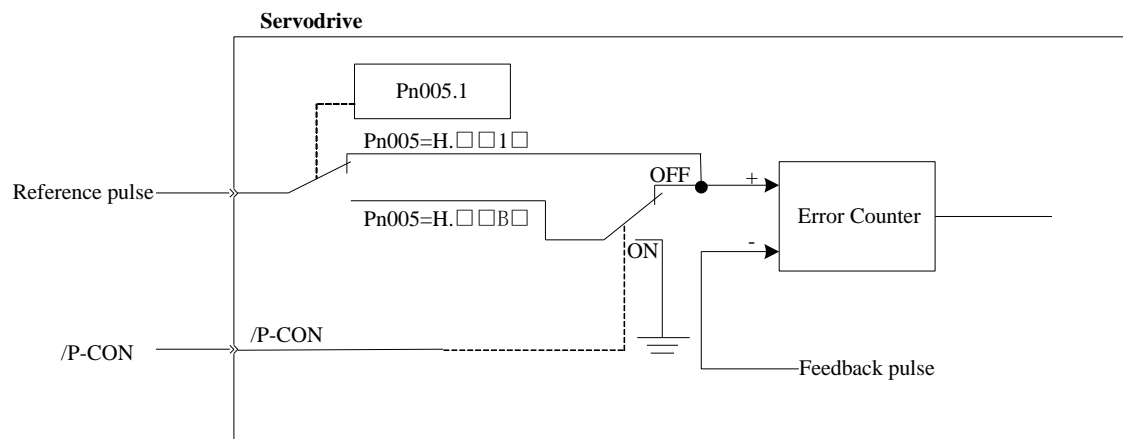 Servodrive
Pn005.1
Pn005=H.□□1□
Reference pulse
OFF
+
Error Counter
Pn005=H.□□B□
-
ON
/P-CON
/P-CON
Feedback pulse